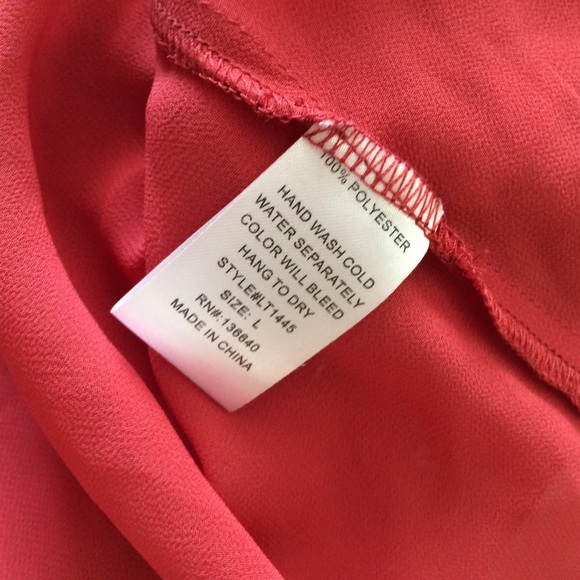 100% POLYESTER
HAND WASH COLD
WATER SEPARATELY
COLOR WILL BLEED
HANG TO DRY
STYLE#LT1445
SIZE: L
RN#:136640
MADE IN CHINA